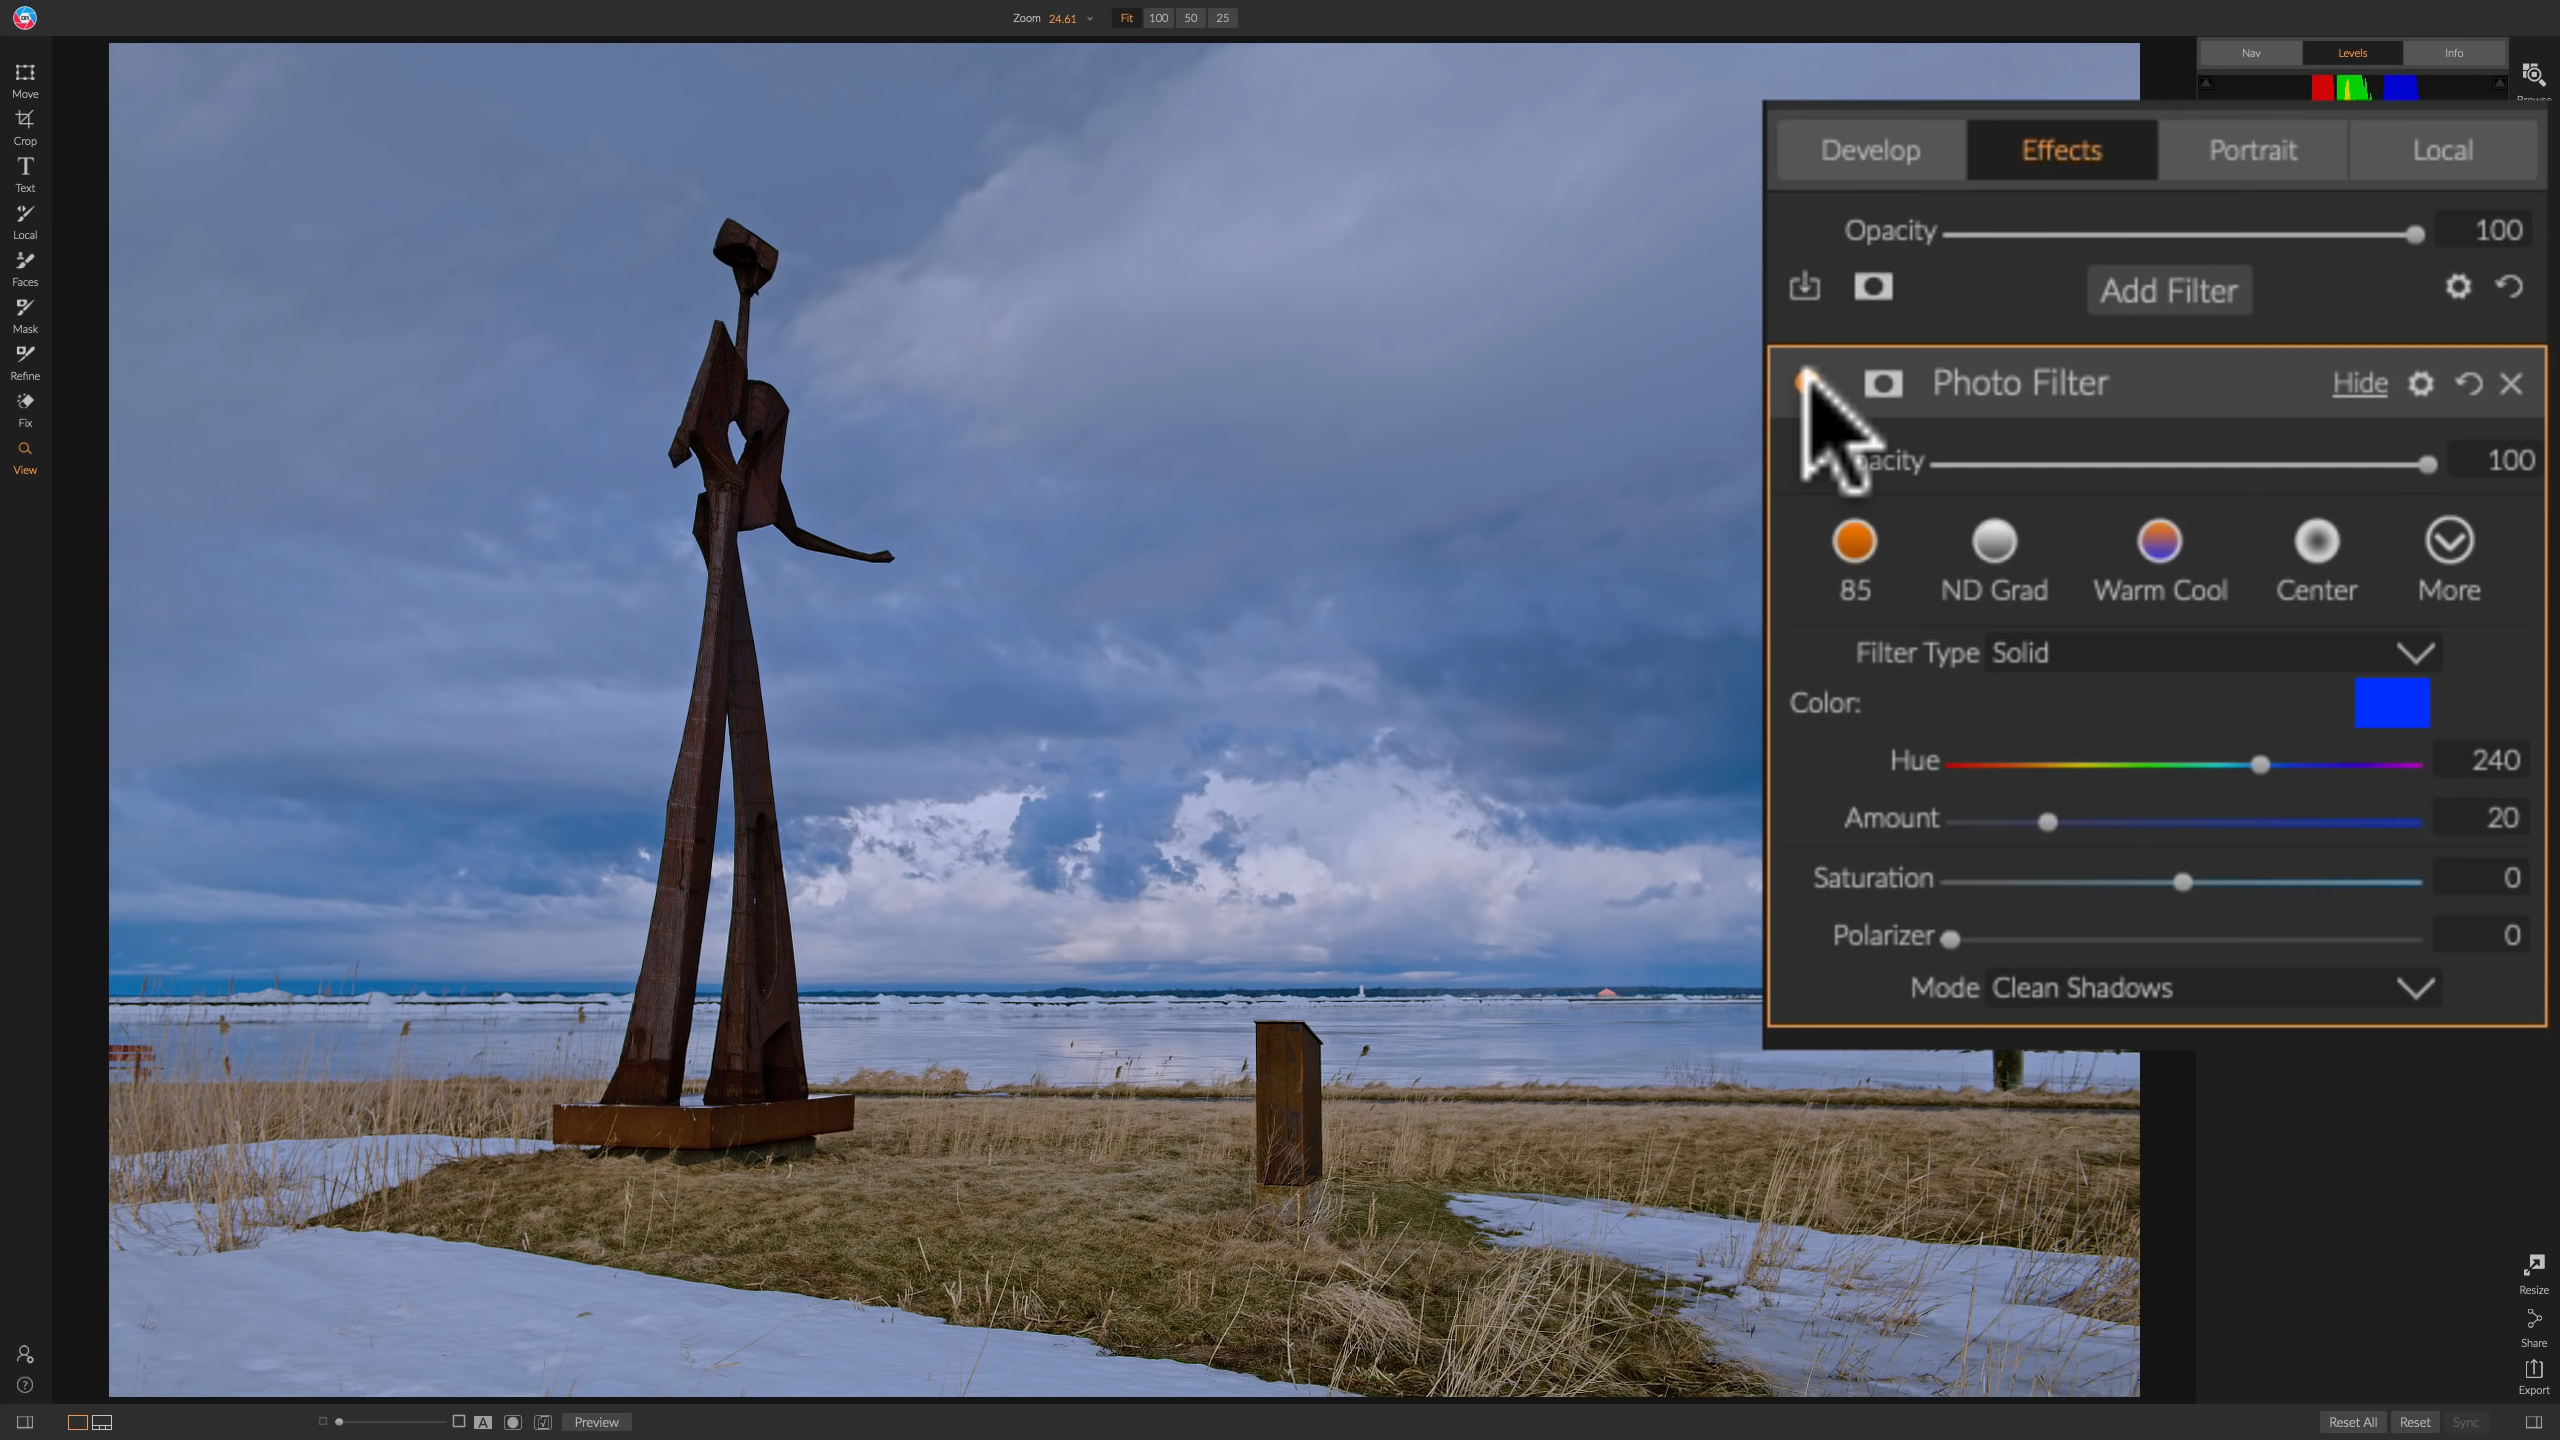 Zoom 24.61 Fit 100 50 25
Nav Levels Info
Move
Crop
Text
Local
Faces
Mask
Refine
Fix
View
Develop Effects Portrait Local
Opacity 100
Add Filter
Photo Filter Hide
acity 100
85 ND Grad Warm Cool Center More
Filter Type Solid
Color:
Hue 240
Amount 20
Saturation 0
Polarizer 0
Mode Clean Shadows
Resize
Share
Export
A Preview Reset All Reset Sync